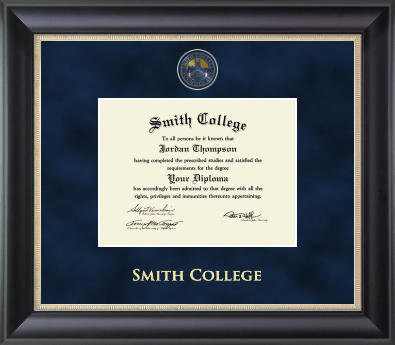 Smith College
To all persons be it known that
Jordan Thompson
having completed the prescribed studies and satisfied the
requirements for the degree
Your Diploma
has accordingly been admitted to that degree with all the
rights, privileges and immunities thereunto appertaining.
SMITH COLLEGE